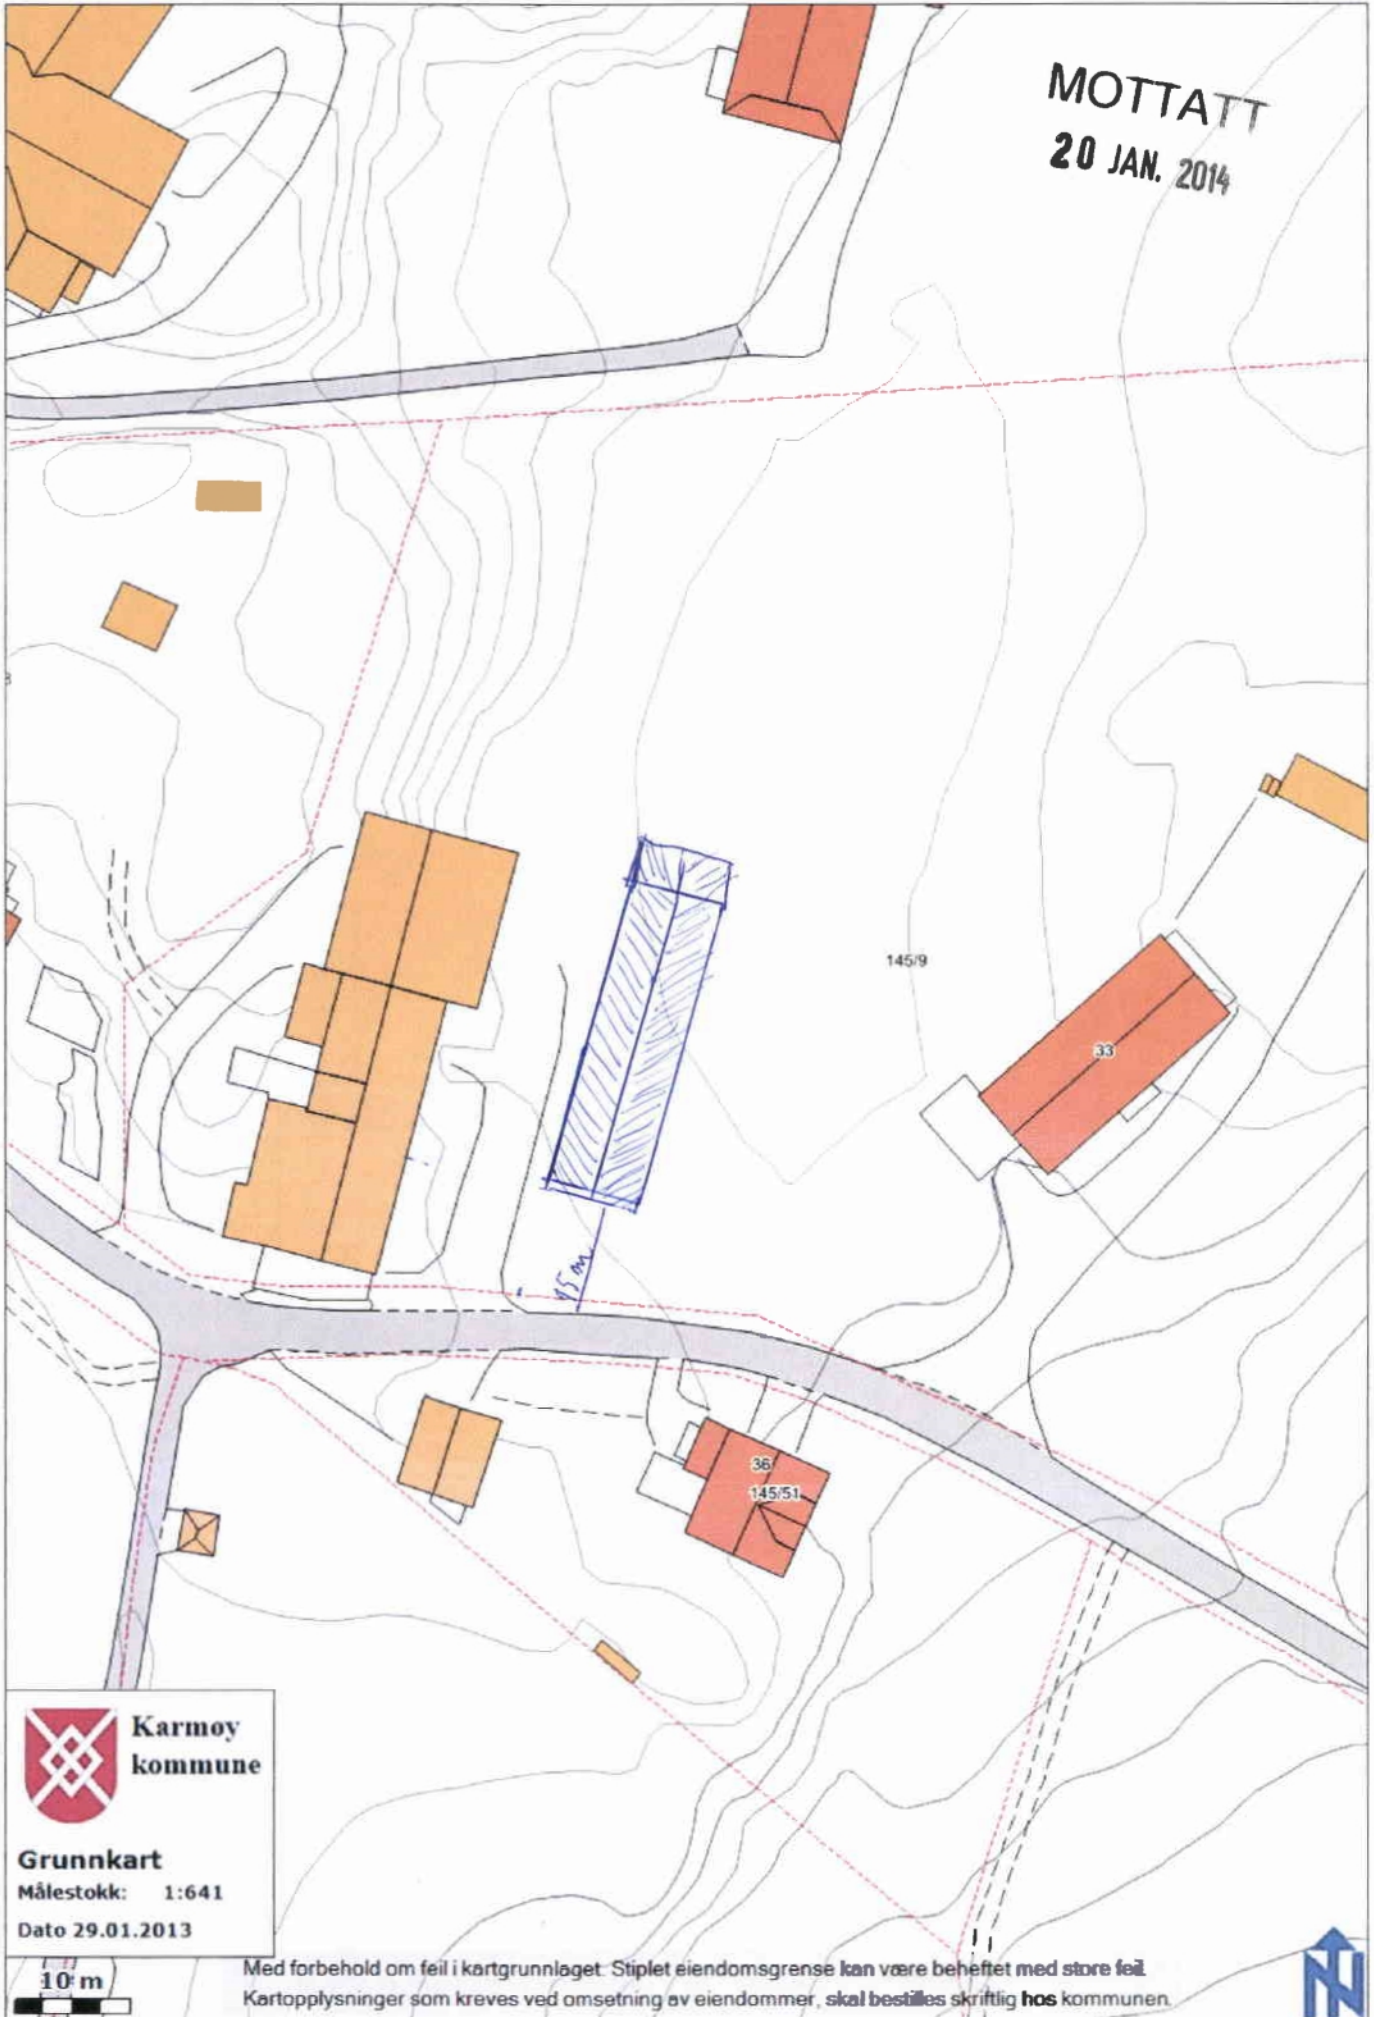 MOTTATT
20 JAN. 2014
145/9
33
15 m
36
145/51
Karmøy
kommune
Grunnkart
Målestokk: 1:641
Dato 29.01.2013
10 m
Med forbehold om feil i kartgrunnlaget. Stiplet eiendomsgrense kan være beheftet med store feil.
Kartopplysninger som kreves ved omsetning av eiendommer, skal bestilles skriftlig hos kommunen.
N